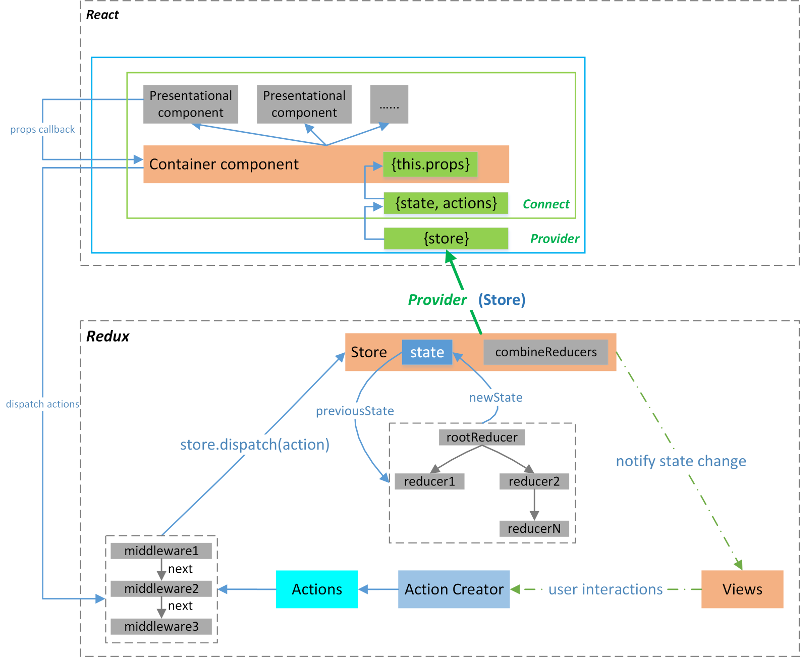 React
Presentational
component
Presentational
component
......
props callback
Container component
{this.props}
{state, actions}
Connect
{store}
Provider
Provider (Store)
Redux
Store
state
combineReducers
dispatch actions
newState
previousState
rootReducer
store.dispatch(action)
notify state change
reducer1
reducer2
reducerN
middleware1
next
middleware2
next
middleware3
Actions
Action Creator
user interactions
Views